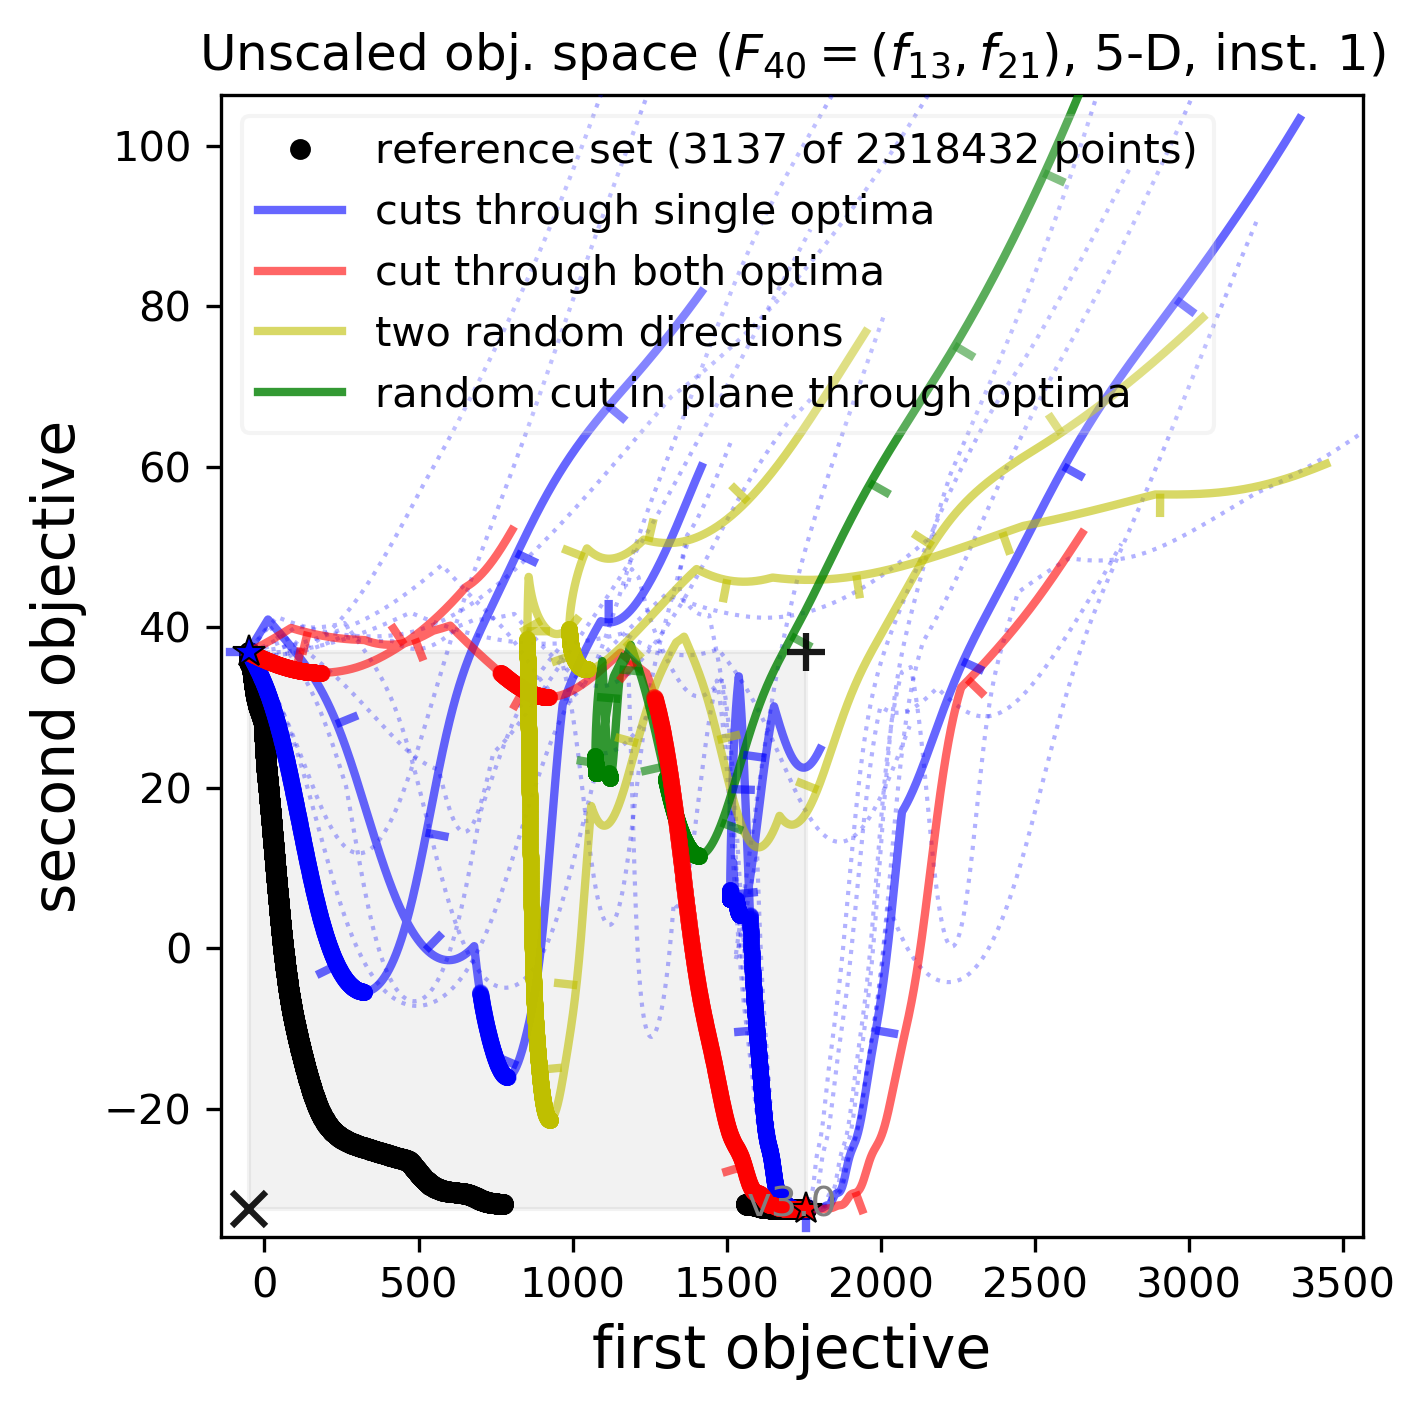 Unscaled obj. space (F₄₀ = (f₁₃, f₂₁), 5-D, inst. 1)
reference set (3137 of 2318432 points)
cuts through single optima
cut through both optima
two random directions
random cut in plane through optima
100
80
60
40
20
0
−20
second objective
v3.0
0 500 1000 1500 2000 2500 3000 3500
first objective